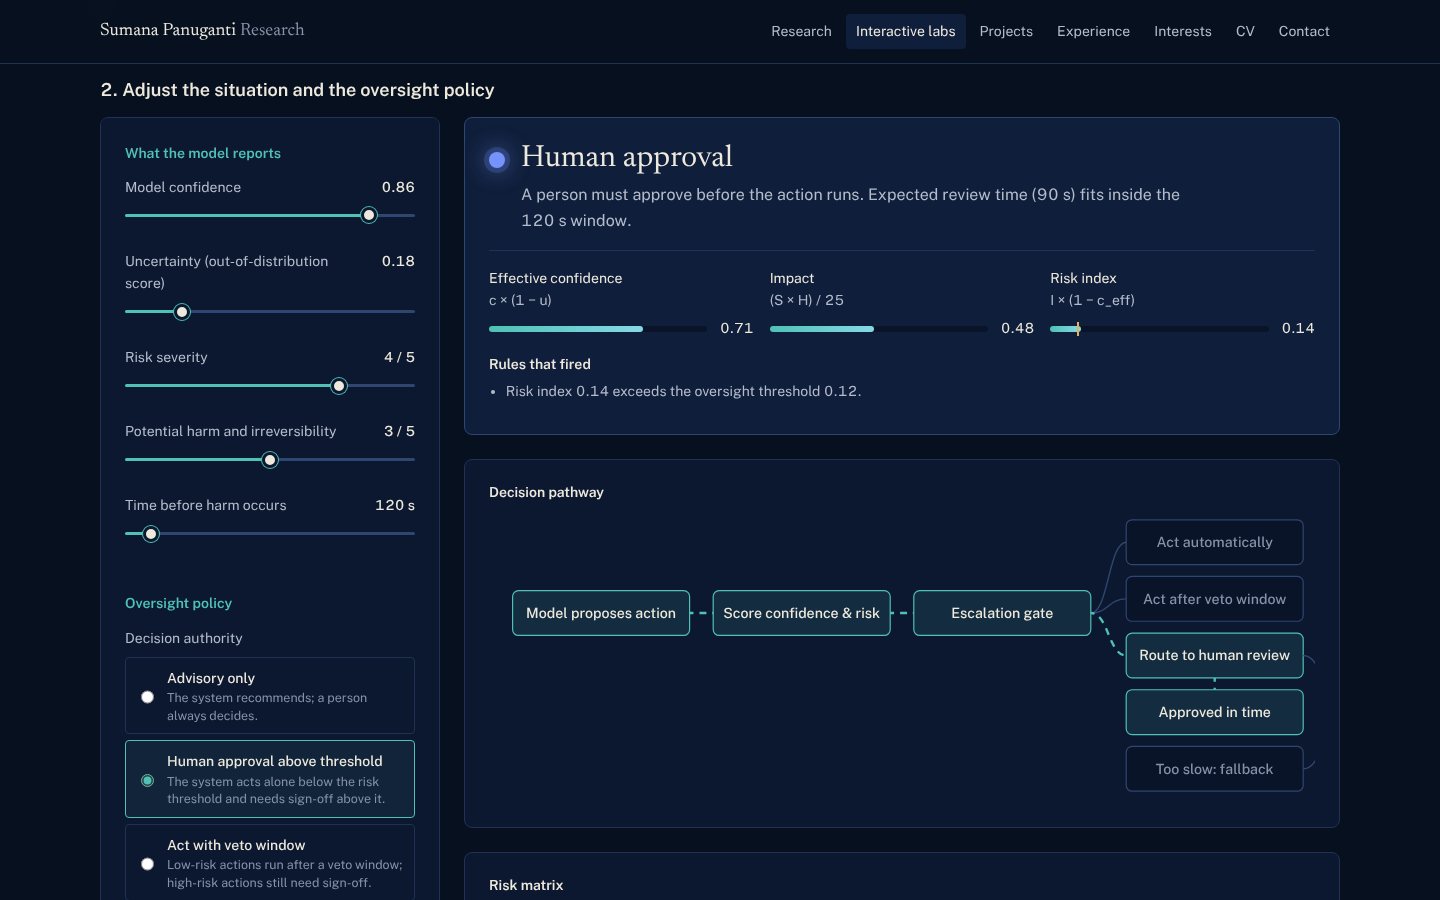 Sumana Panuganti Research
Research
Interactive labs
Projects
Experience
Interests
CV
Contact
2. Adjust the situation and the oversight policy
What the model reports
Model confidence 0.86
Uncertainty (out-of-distribution 0.18
score)
Risk severity 4 / 5
Potential harm and irreversibility 3 / 5
Time before harm occurs 120 s
Oversight policy
Decision authority
Advisory only
The system recommends; a person
always decides.
Human approval above threshold
The system acts alone below the risk
threshold and needs sign-off above it.
Act with veto window
Low-risk actions run after a veto window;
high-risk actions still need sign-off.
Human approval
A person must approve before the action runs. Expected review time (90 s) fits inside the
120 s window.
Effective confidence
c × (1 − u)
0.71
Impact
(S × H) / 25
0.48
Risk index
I × (1 − c_eff)
0.14
Rules that fired
• Risk index 0.14 exceeds the oversight threshold 0.12.
Decision pathway
Model proposes action
Score confidence & risk
Escalation gate
Act automatically
Act after veto window
Route to human review
Approved in time
Too slow: fallback
Risk matrix